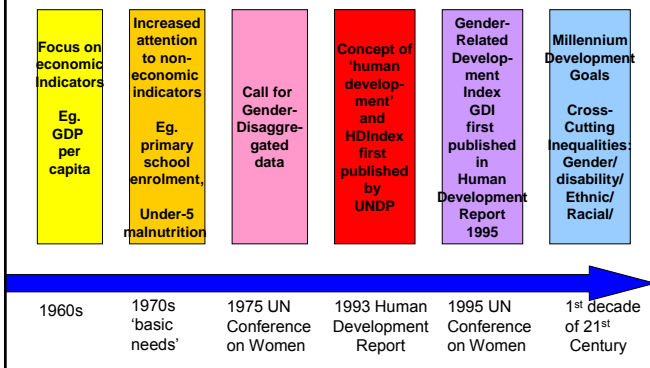 Focus on
economic
Indicators
Eg.
GDP
per
capita
Increased
attention
to non-
economic
indicators
Eg.
primary
school
enrolment,
Under-5
malnutrition
Call for
Gender-
Disaggre-
gated
data
Concept of
‘human
develop-
ment’
and
HDIndex
first
published
by
UNDP
Gender-
Related
Develop-
ment
Index
GDI
first
published
in
Human
Development
Report
1995
Millennium
Development
Goals
Cross-
Cutting
Inequalities:
Gender/
disability/
Ethnic/
Racial/
1960s
1970s
‘basic
needs’
1975 UN
Conference
on Women
1993 Human
Development
Report
1995 UN
Conference
on Women
1st decade
of 21st
Century